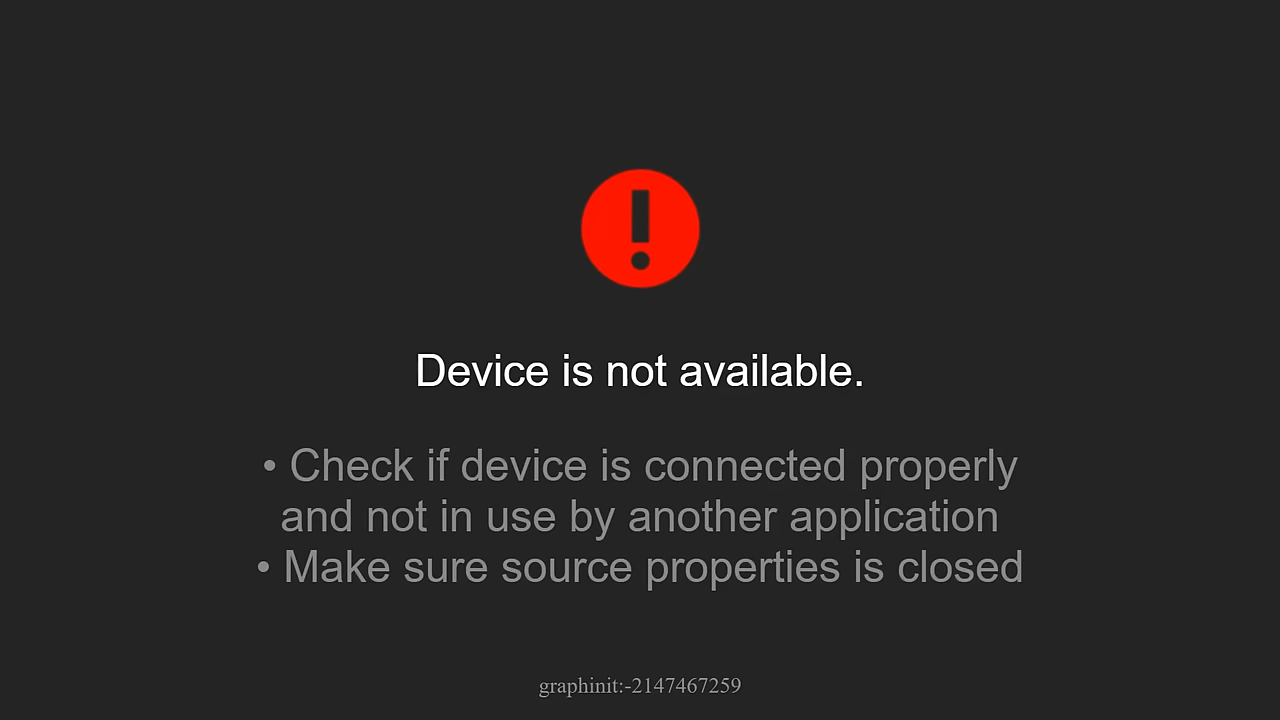 Device is not available.
• Check if device is connected properly
and not in use by another application
• Make sure source properties is closed
graphinit:-2147467259